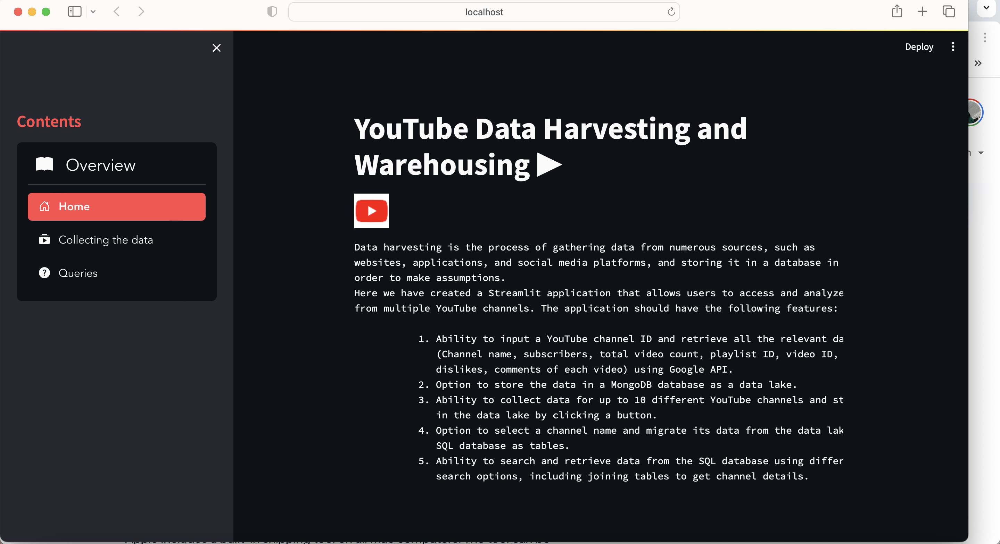 localhost
Deploy
Contents
Overview
Home
Collecting the data
Queries
YouTube Data Harvesting and
Warehousing
Data harvesting is the process of gathering data from numerous sources, such as
websites, applications, and social media platforms, and storing it in a database in
order to make assumptions.
Here we have created a Streamlit application that allows users to access and analyze
from multiple YouTube channels. The application should have the following features:
1. Ability to input a YouTube channel ID and retrieve all the relevant da
(Channel name, subscribers, total video count, playlist ID, video ID,
dislikes, comments of each video) using Google API.
2. Option to store the data in a MongoDB database as a data lake.
3. Ability to collect data for up to 10 different YouTube channels and st
in the data lake by clicking a button.
4. Option to select a channel name and migrate its data from the data lak
SQL database as tables.
5. Ability to search and retrieve data from the SQL database using differ
search options, including joining tables to get channel details.